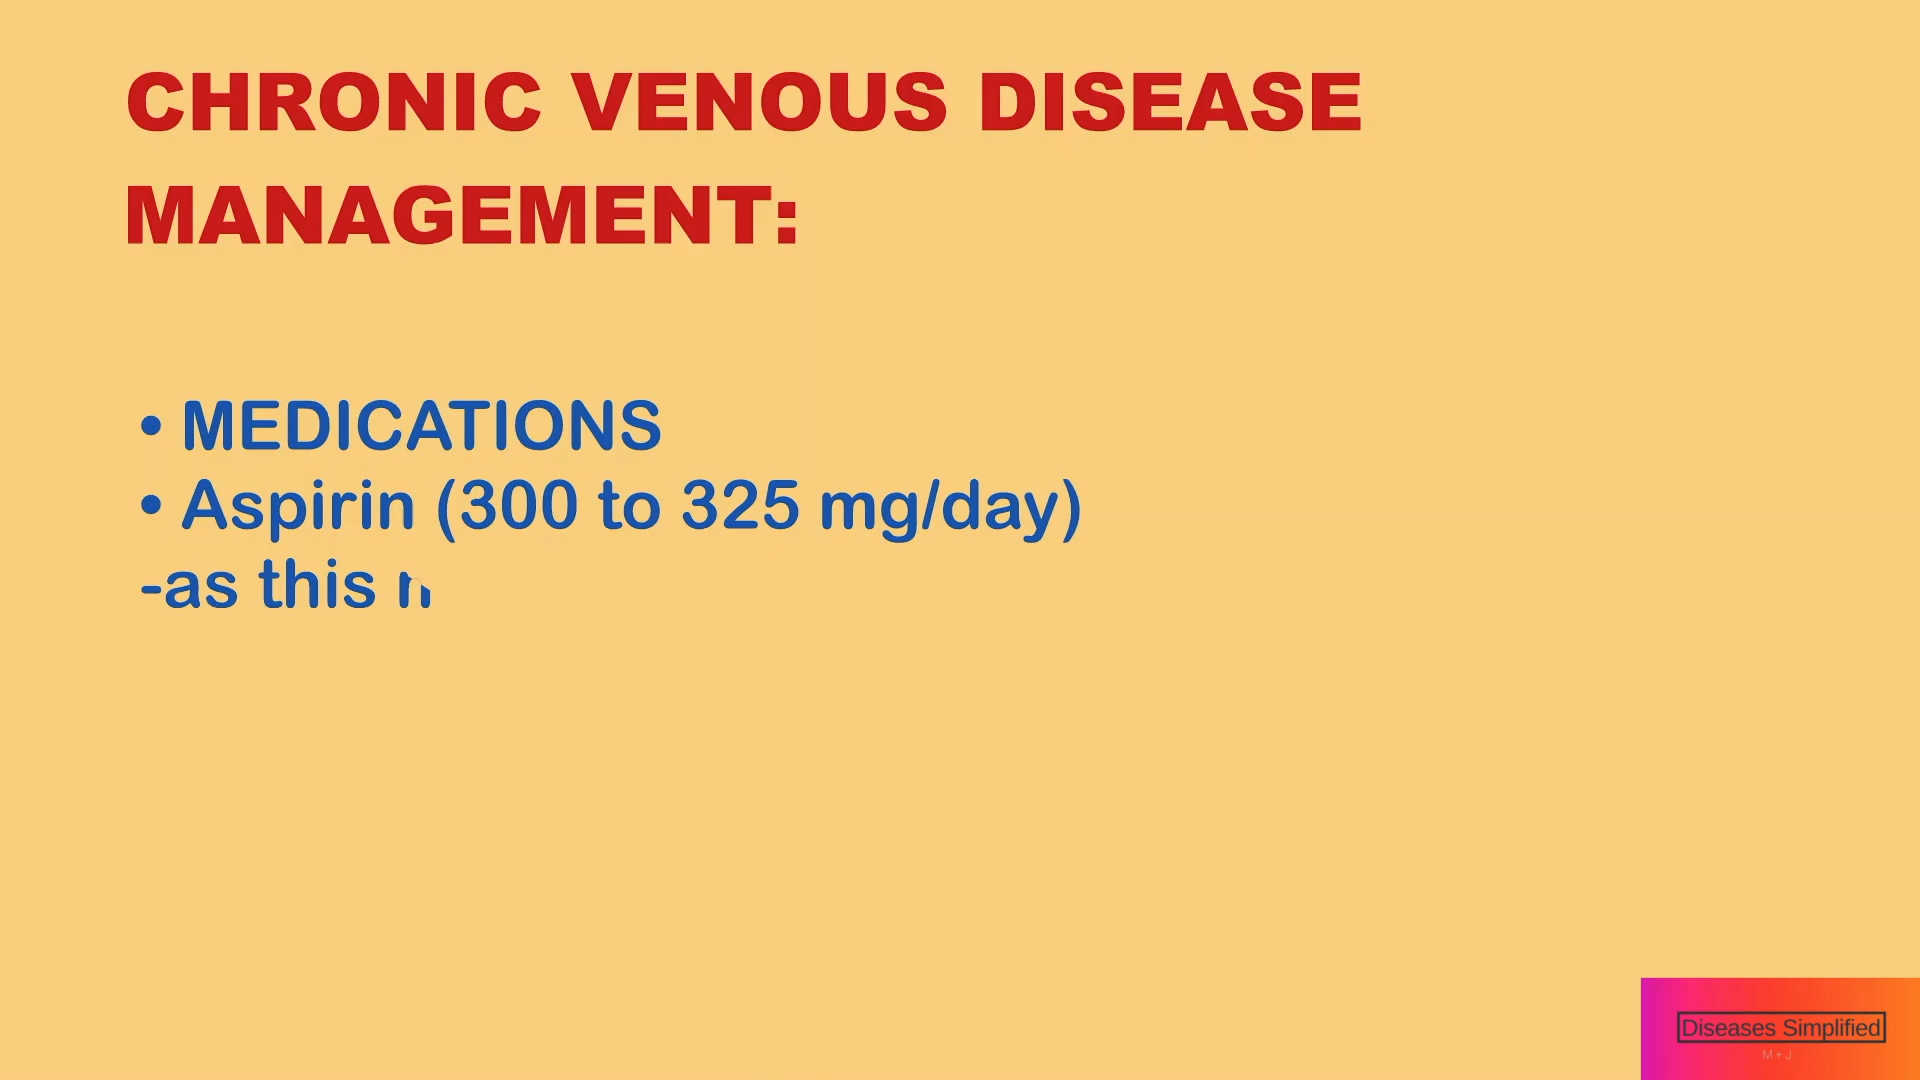 CHRONIC VENOUS DISEASE
MANAGEMENT:
• MEDICATIONS
• Aspirin (300 to 325 mg/day)
-as this
Diseases Simplified
M + J